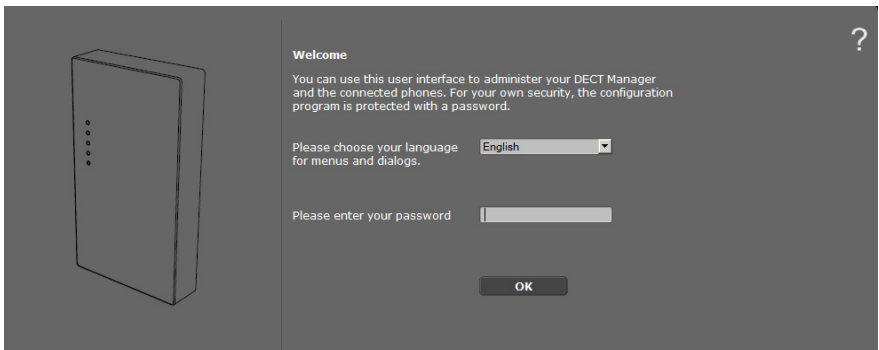 ?
Welcome
You can use this user interface to administer your DECT Manager
and the connected phones. For your own security, the configuration
program is protected with a password.
Please choose your language
for menus and dialogs.
English
Please enter your password
OK